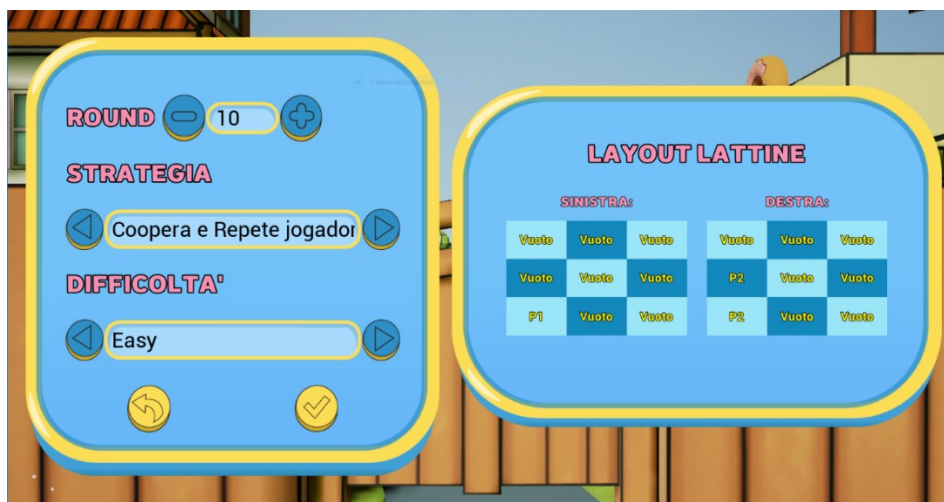 ROUND
10
STRATEGIA
Coopera e Repete jogador
DIFFICOLTA'
Easy
LAYOUT LATTINE
SINISTRA:
Vuoto Vuoto Vuoto
Vuoto Vuoto Vuoto
P1 Vuoto Vuoto
DESTRA:
Vuoto Vuoto Vuoto
P2 Vuoto Vuoto
P2 Vuoto Vuoto